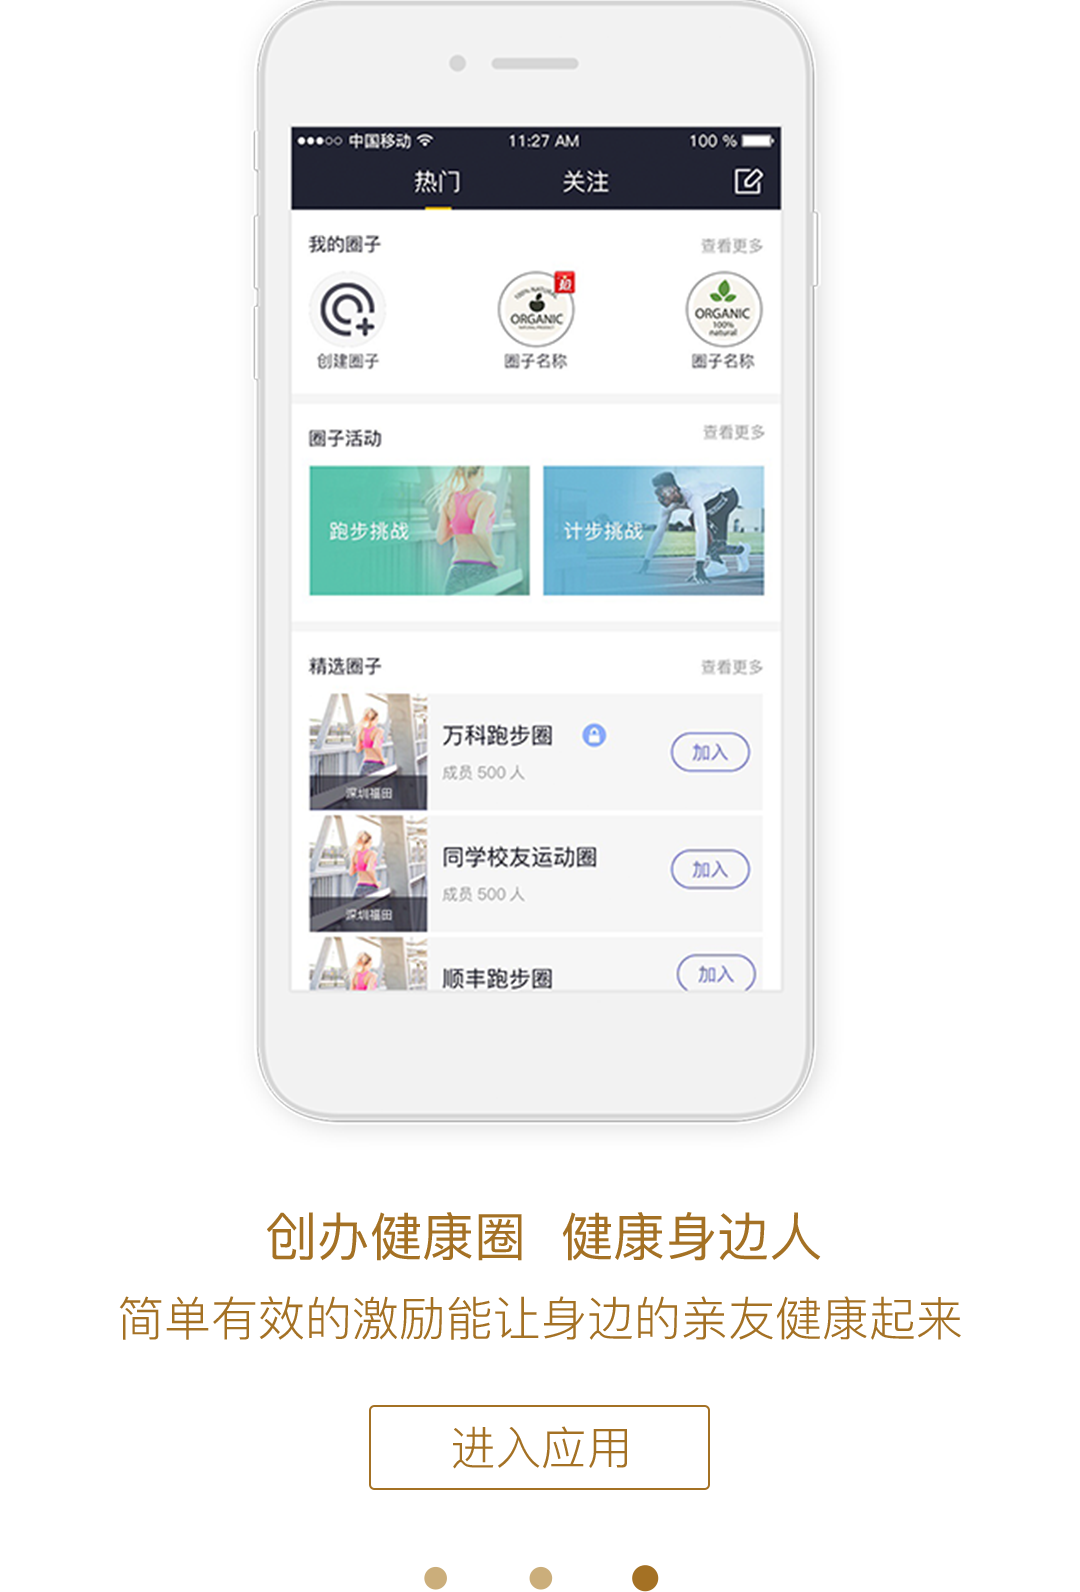 中国移动 11:27 AM 100 %
热门 关注
我的圈子 查看更多
100% NATURAL
ORGANIC
NATURAL PRODUCT
ORGANIC
100%
natural
创建圈子 圈子名称 圈子名称
圈子活动 查看更多
跑步挑战 计步挑战
精选圈子 查看更多
万科跑步圈
成员 500 人
加入
深圳福田
同学校友运动圈
成员 500 人
加入
深圳福田
顺丰跑步圈
加入
创办健康圈 健康身边人
简单有效的激励能让身边的亲友健康起来
进入应用